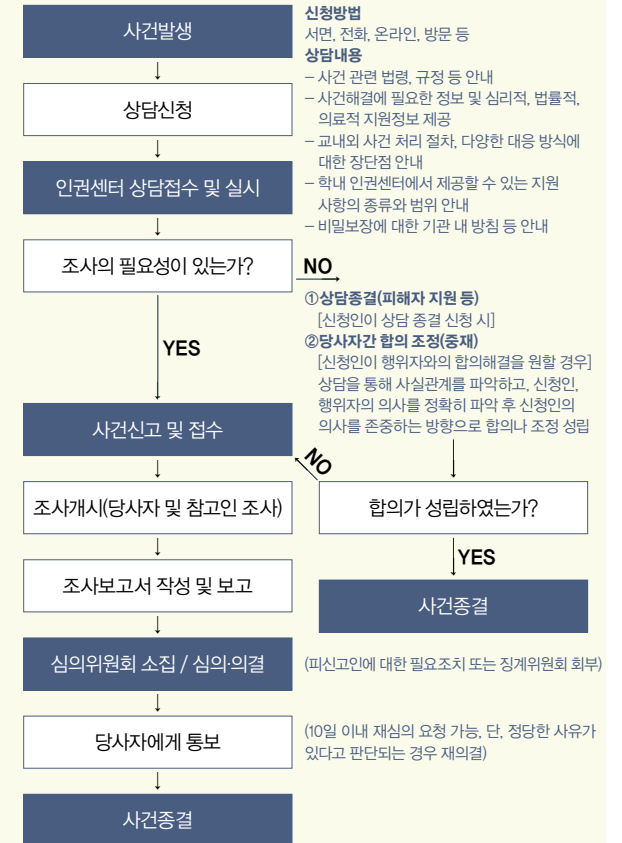 사건발생
신청방법
서면, 전화, 온라인, 방문 등
상담내용
– 사건 관련 법령, 규정 등 안내
– 사건해결에 필요한 정보 및 심리적, 법률적,
의료적 지원정보 제공
– 교내외 사건 처리 절차, 다양한 대응 방식에
대한 장단점 안내
– 학내 인권센터에서 제공할 수 있는 지원
사항의 종류와 범위 안내
– 비밀보장에 대한 기관 내 방침 등 안내
상담신청
인권센터 상담접수 및 실시
조사의 필요성이 있는가?
NO
①상담종결(피해자 지원 등)
[신청인이 상담 종결 신청 시]
②당사자간 합의 조정(중재)
[신청인이 행위자와의 합의해결을 원할 경우]
상담을 통해 사실관계를 파악하고, 신청인,
행위자의 의사를 정확히 파악 후 신청인의
의사를 존중하는 방향으로 합의나 조정 성립
YES
사건신고 및 접수
NO
조사개시(당사자 및 참고인 조사)
합의가 성립하였는가?
YES
조사보고서 작성 및 보고
사건종결
심의위원회 소집 / 심의·의결
(피신고인에 대한 필요조치 또는 징계위원회 회부)
당사자에게 통보
(10일 이내 재심의 요청 가능, 단, 정당한 사유가
있다고 판단되는 경우 재의결)
사건종결